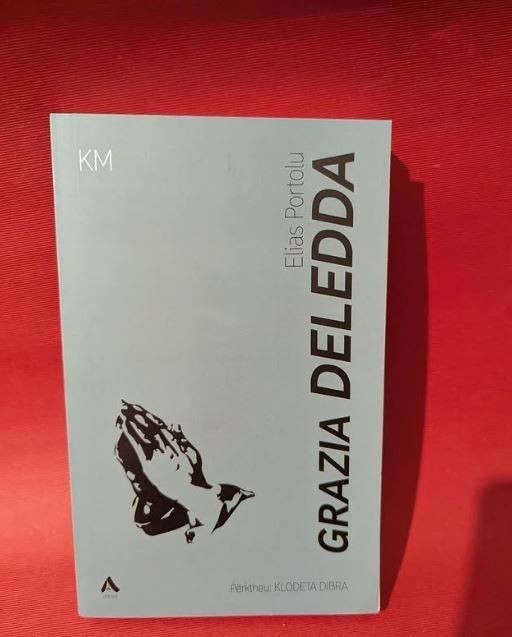 KM
Elias Portolu
GRAZIA DELEDDA
Përktheu: KLODETA DIBRA